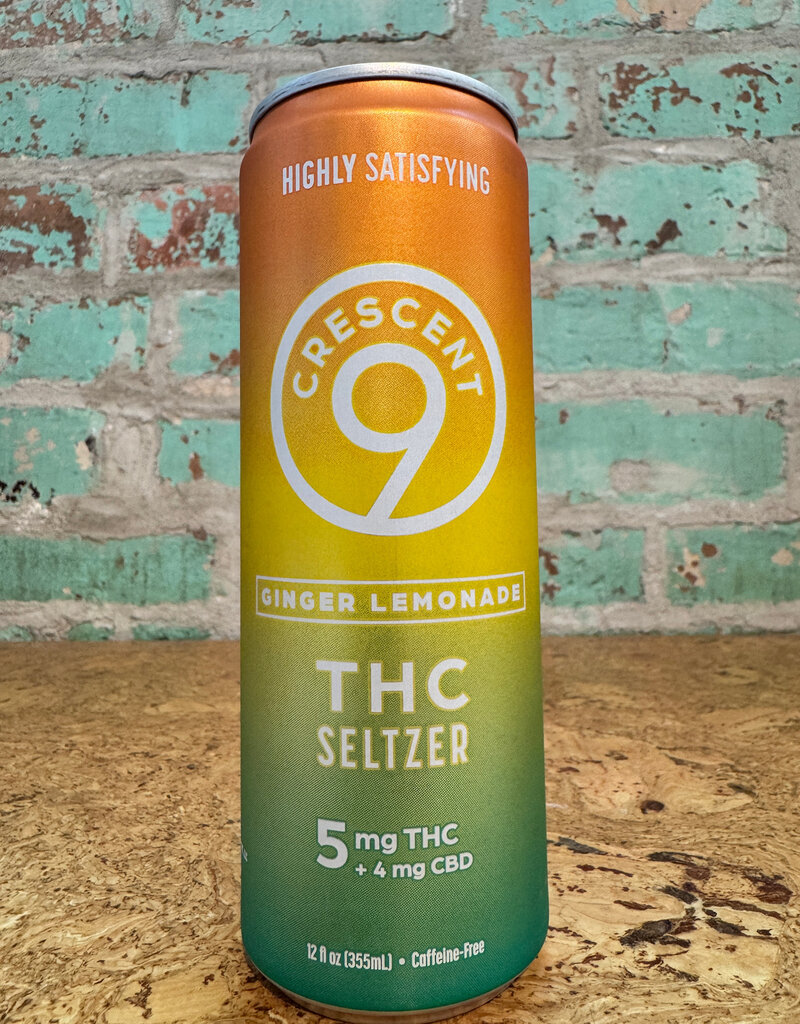 HIGHLY SATISFYING
CRESCENT
9
GINGER LEMONADE
THC
SELTZER
5 mg THC
+ 4 mg CBD
12 fl oz (355mL) • Caffeine-Free